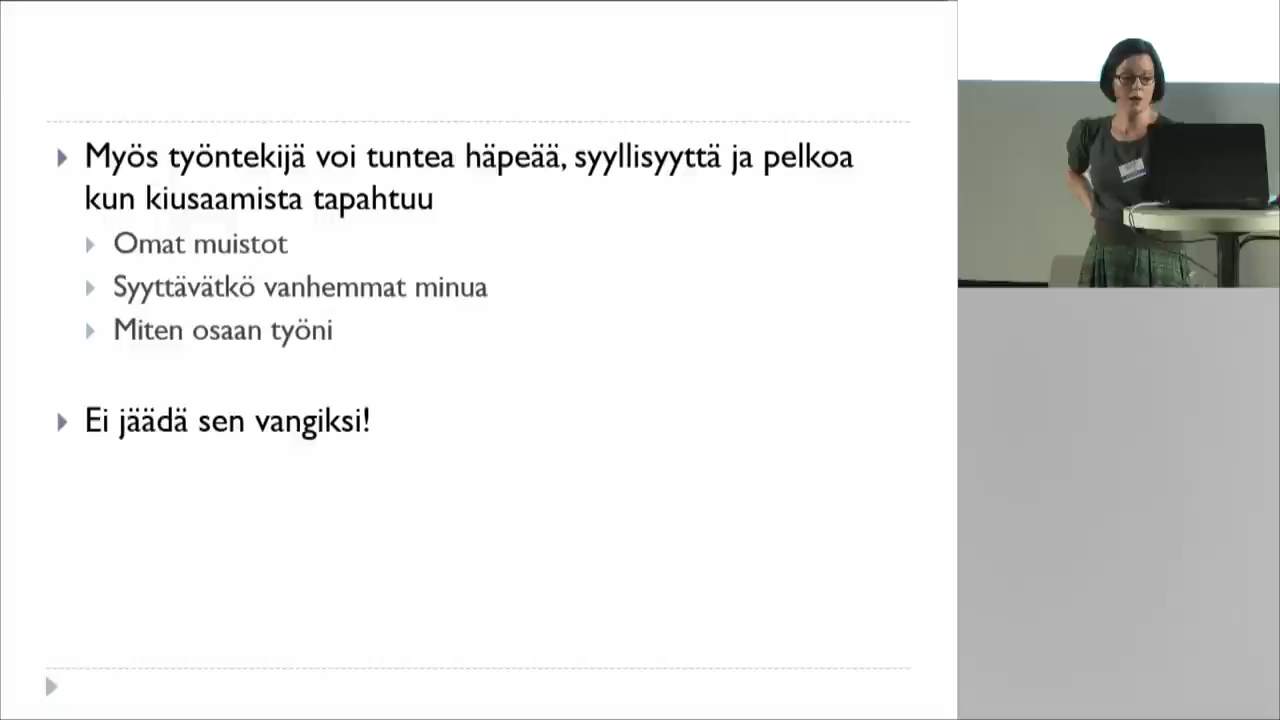 Myös työntekijä voi tuntea häpeää, syyllisyyttä ja pelkoa
kun kiusaamista tapahtuu
Omat muistot
Syyttävätkö vanhemmat minua
Miten osaan työni
Ei jäädä sen vangiksi!